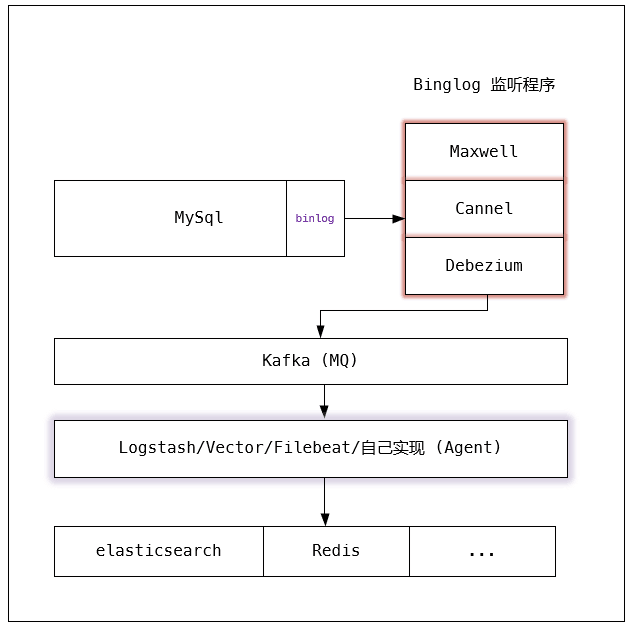 Binglog 监听程序
Maxwell
MySql
binlog
Cannel
Debezium
Kafka (MQ)
Logstash/Vector/Filebeat/自己实现 (Agent)
elasticsearch
Redis
...